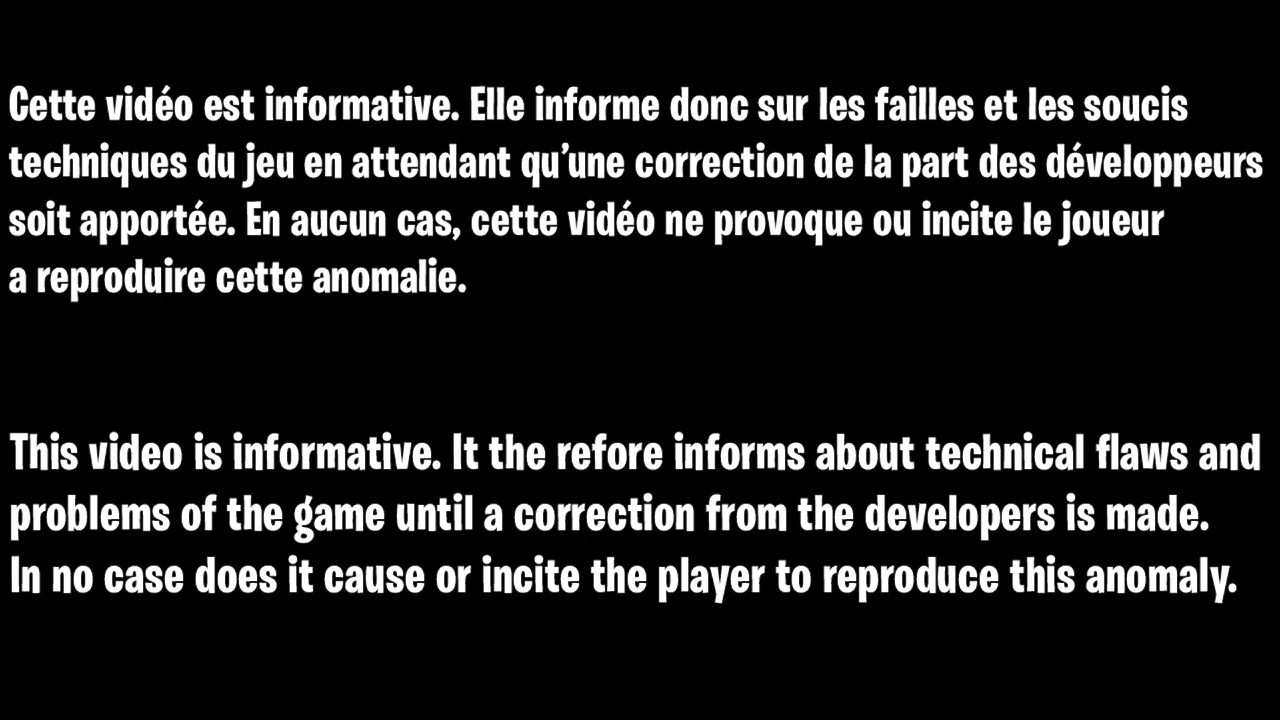 Cette vidéo est informative. Elle informe donc sur les failles et les soucis
techniques du jeu en attendant qu’une correction de la part des développeurs
soit apportée. En aucun cas, cette vidéo ne provoque ou incite le joueur
a reproduire cette anomalie.
This video is informative. It the refore informs about technical flaws and
problems of the game until a correction from the developers is made.
In no case does it cause or incite the player to reproduce this anomaly.